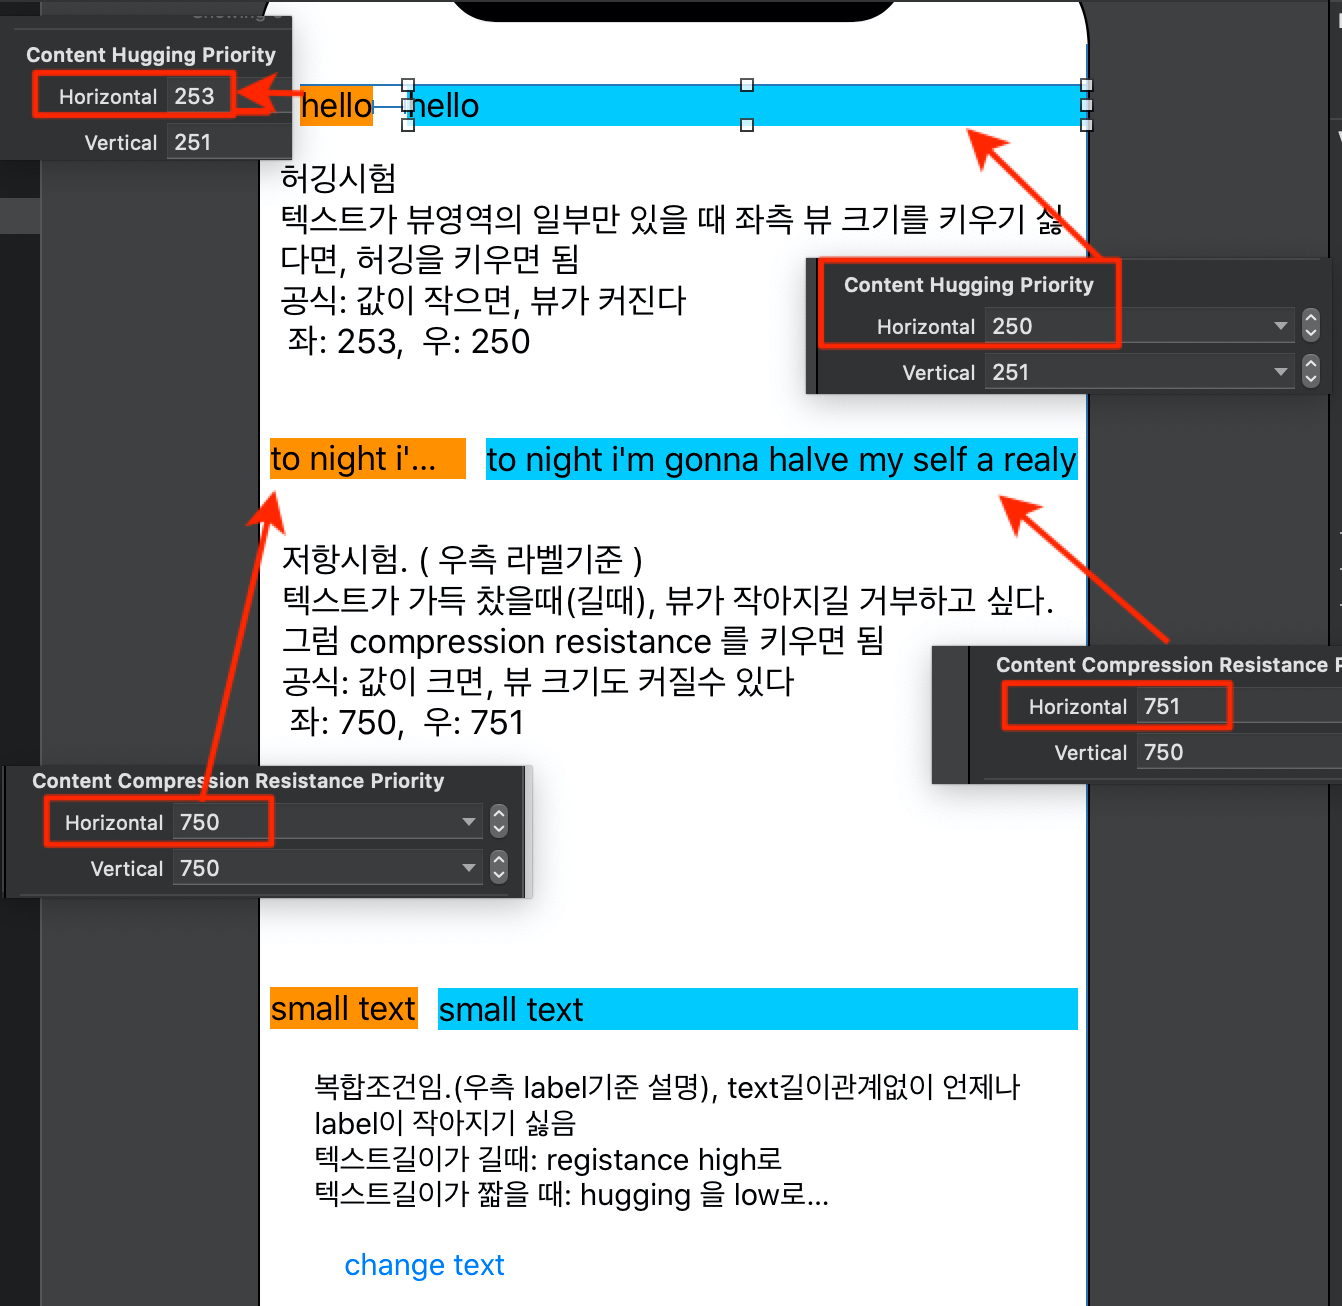 Content Hugging Priority
Horizontal 253
Vertical 251
hello
hello
허깅시험
텍스트가 뷰영역의 일부만 있을 때 좌측 뷰 크기를 키우기 싫
다면, 허깅을 키우면 됨
공식: 값이 작으면, 뷰가 커진다
좌: 253, 우: 250
Content Hugging Priority
Horizontal 250
Vertical 251
to night i'...
to night i'm gonna halve my self a realy
저항시험. ( 우측 라벨기준 )
텍스트가 가득 찼을때(길때), 뷰가 작아지길 거부하고 싶다.
그럼 compression resistance 를 키우면 됨
공식: 값이 크면, 뷰 크기도 커질수 있다
좌: 750, 우: 751
Content Compression Resistance P
Horizontal 751
Vertical 750
Content Compression Resistance Priority
Horizontal 750
Vertical 750
small text
small text
복합조건임.(우측 label기준 설명), text길이관계없이 언제나
label이 작아지기 싫음
텍스트길이가 길때: registance high로
텍스트길이가 짧을 때: hugging 을 low로...
change text